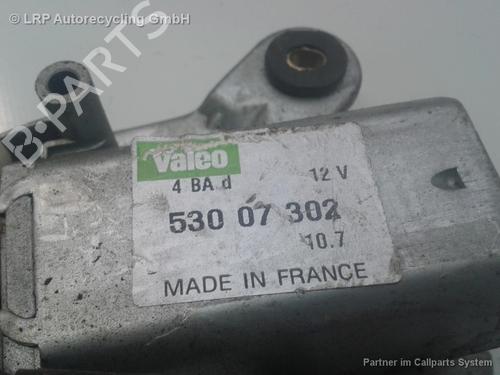 LRP Autorecycling GmbH
B-PARTS
Valeo
4 BA d 12 V
530 07 302
10.7
MADE IN FRANCE
Partner im Callparts System